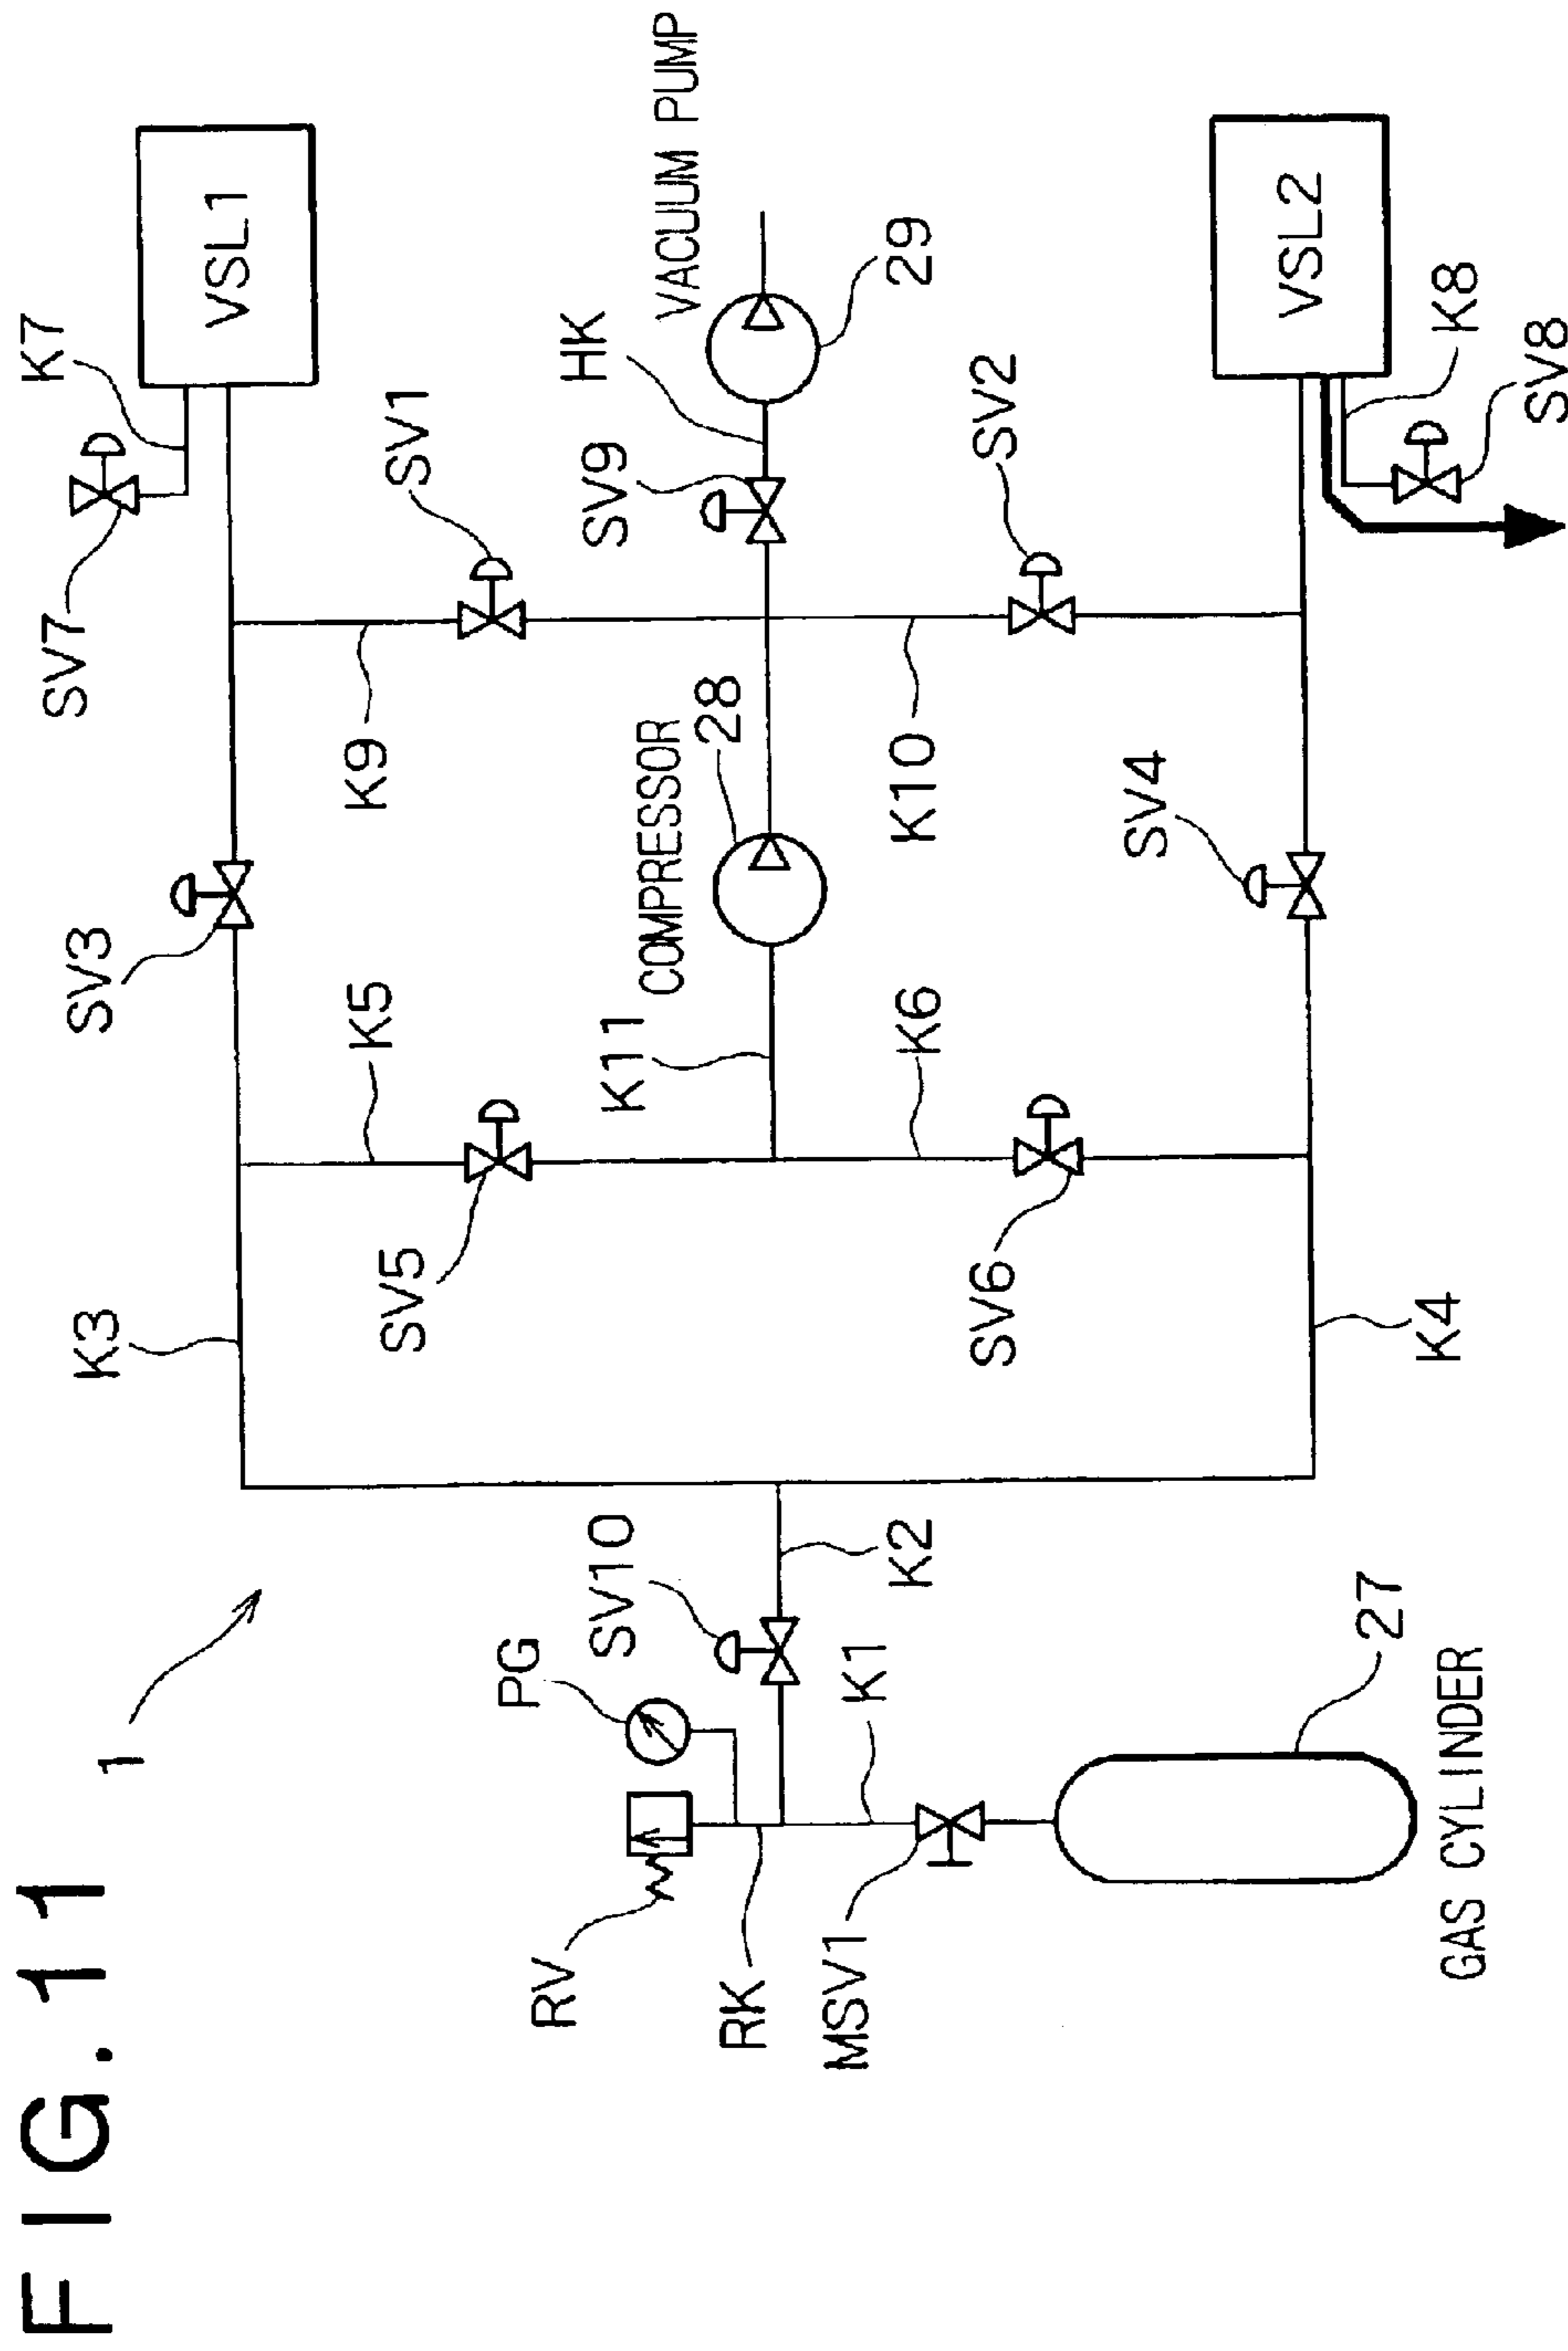 FIG.11
1
K3
SV3
SV7
K7
VSL1
K5
K9
SV1
SV5
RV
PG
SV10
K11
COMPRESSOR
28
SV9
HK
VACUUM PUMP
29
RK
MSV1
K1
K2
SV6
K6
K10
SV2
SV4
VSL2
K4
K8
SV8
27
GAS CYLINDER